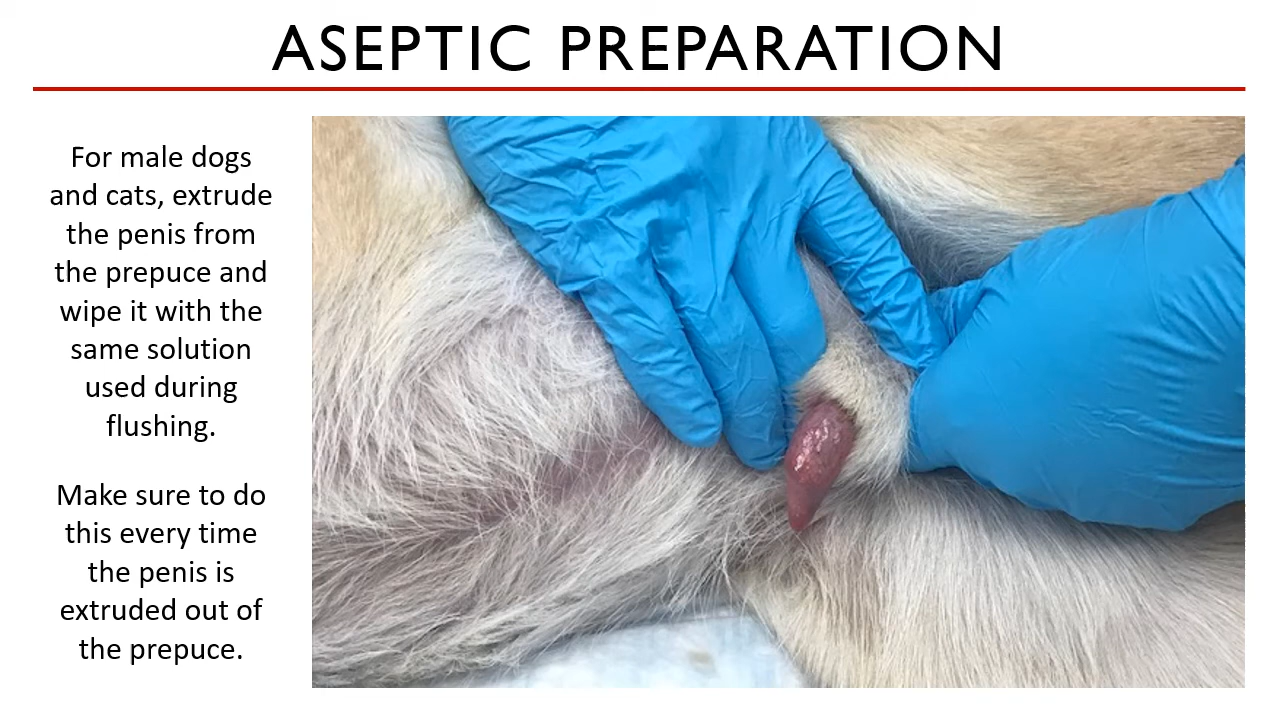 ASEPTIC PREPARATION
For male dogs
and cats, extrude
the penis from
the prepuce and
wipe it with the
same solution
used during
flushing.
Make sure to do
this every time
the penis is
extruded out of
the prepuce.